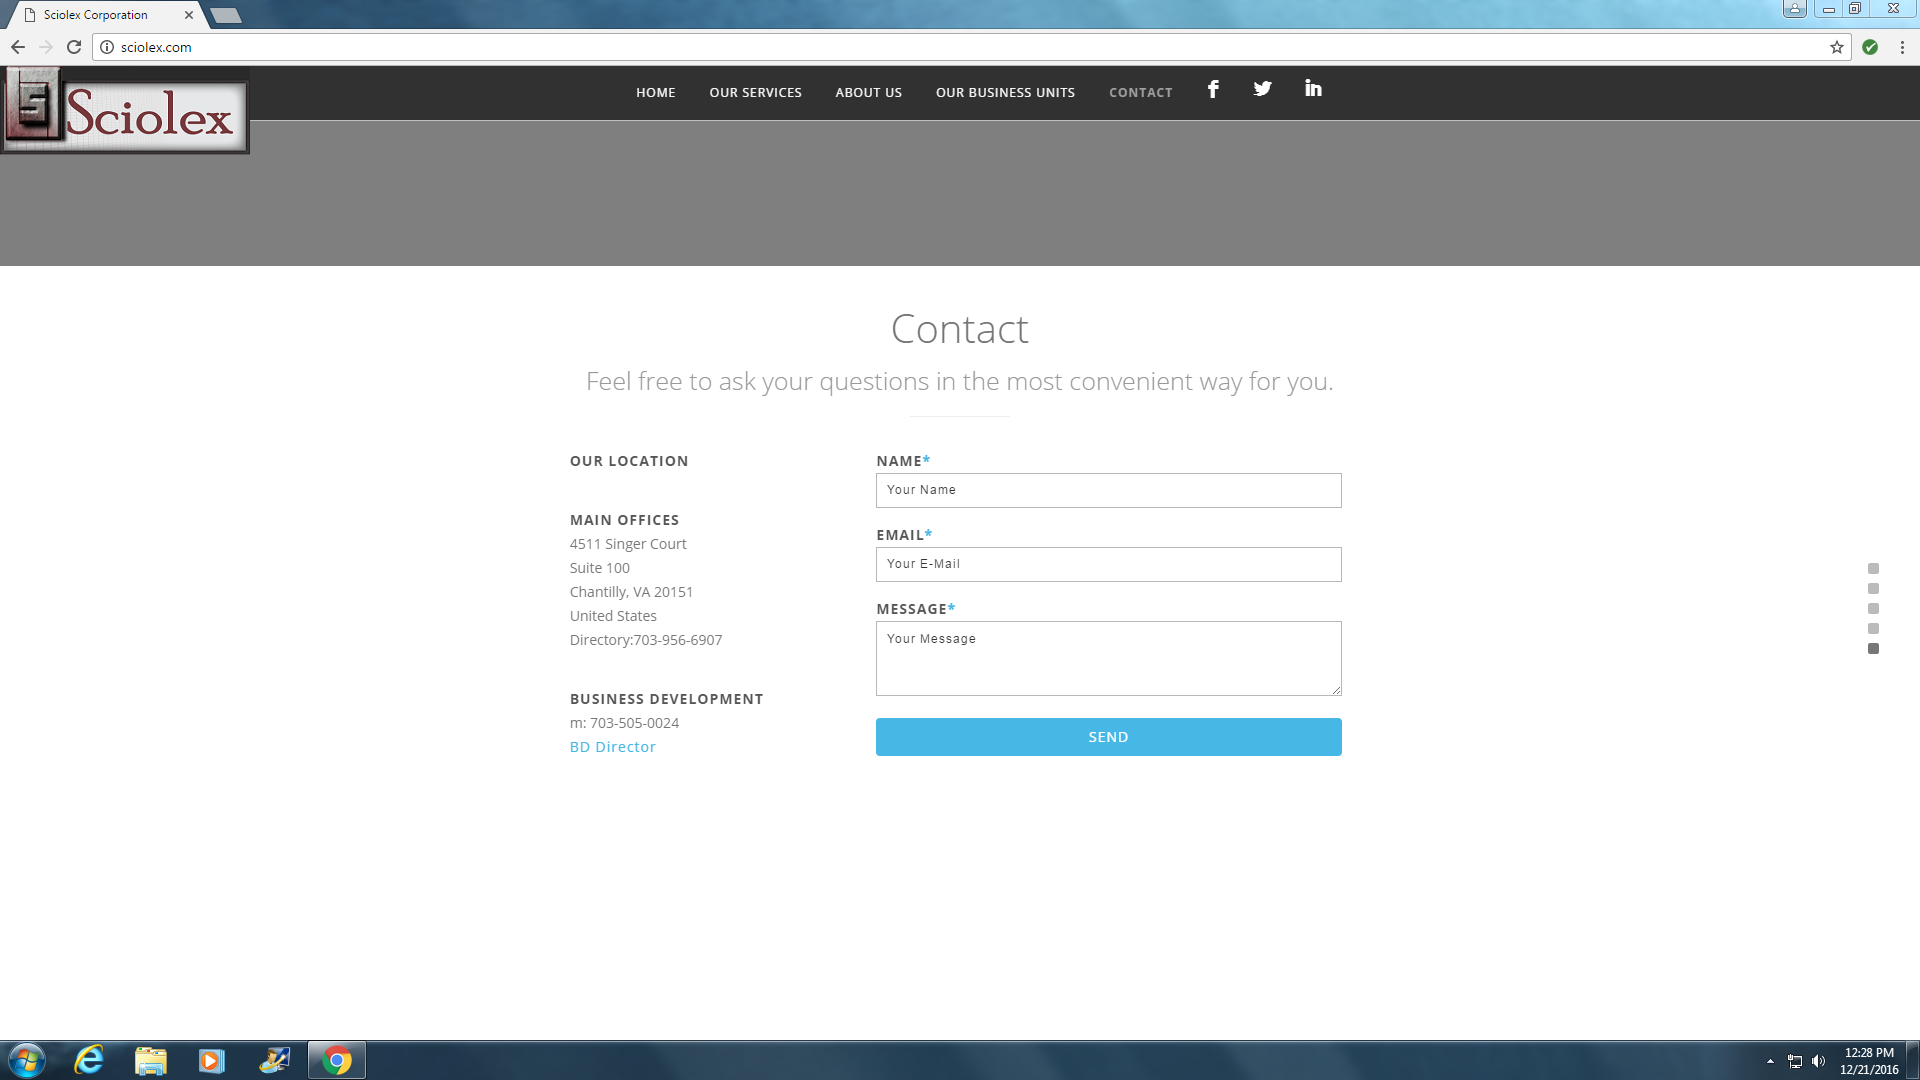 Sciolex Corporation
sciolex.com
Sciolex
HOME OUR SERVICES ABOUT US OUR BUSINESS UNITS CONTACT
Contact
Feel free to ask your questions in the most convenient way for you.
OUR LOCATION
MAIN OFFICES
4511 Singer Court
Suite 100
Chantilly, VA 20151
United States
Directory:703-956-6907
BUSINESS DEVELOPMENT
m: 703-505-0024
BD Director
NAME*
Your Name
EMAIL*
Your E-Mail
MESSAGE*
Your Message
SEND
12:28 PM
12/21/2016